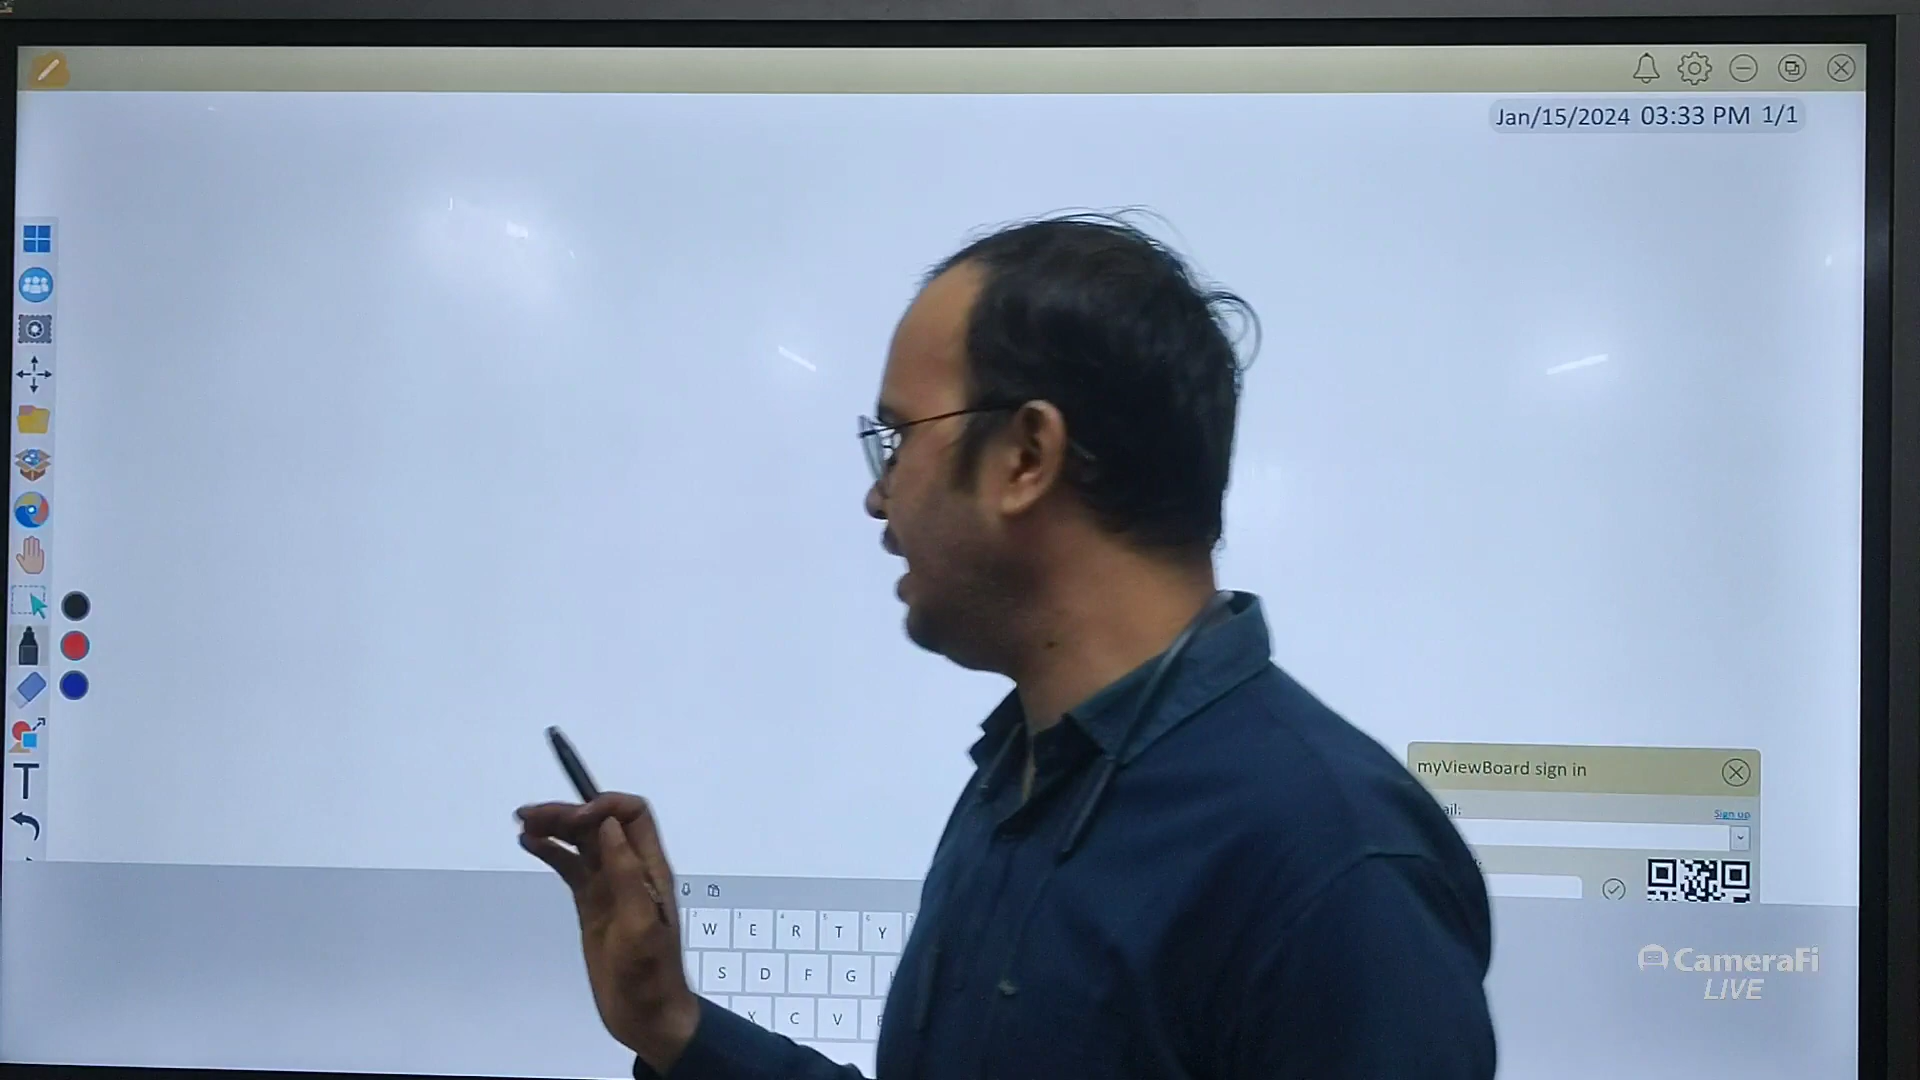 Jan/15/2024 03:33 PM 1/1
T
myViewBoard sign in
Sign up
W E R T Y
S D F G
X C V
CameraFi
LIVE